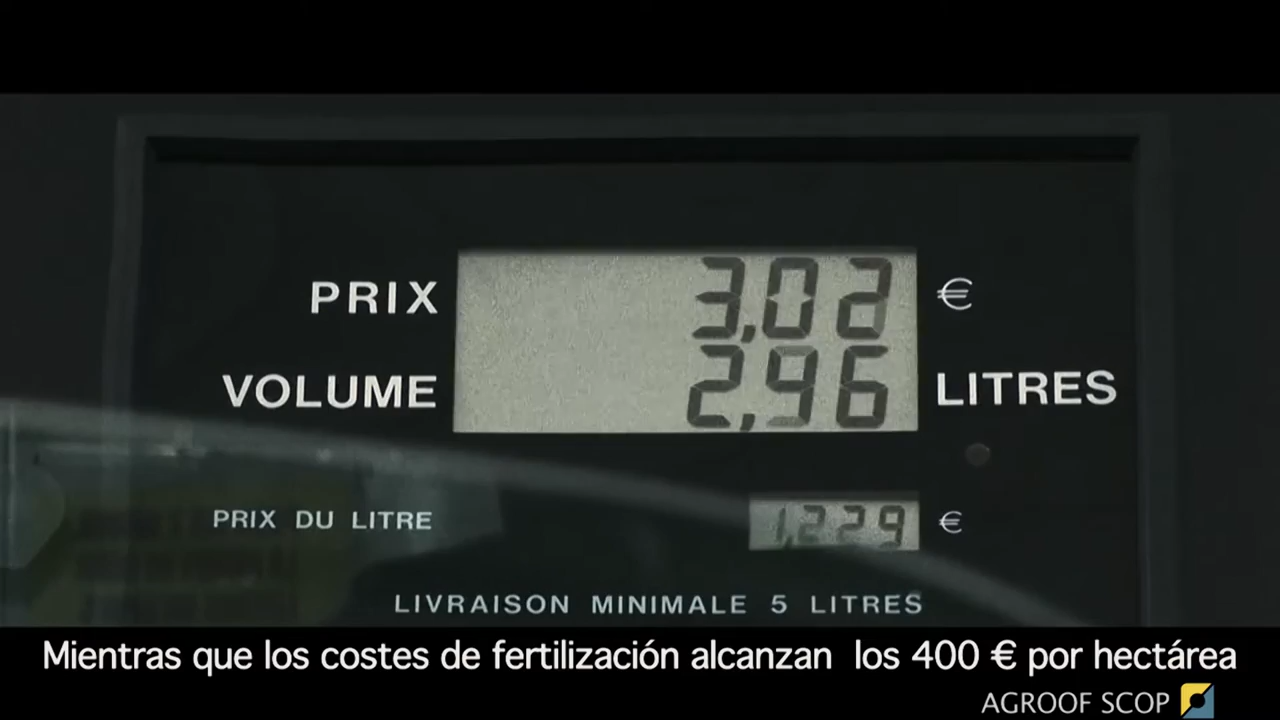 PRIX 3,02 €
VOLUME 2,96 LITRES
PRIX DU LITRE 1,229 €
LIVRAISON MINIMALE 5 LITRES
Mientras que los costes de fertilización alcanzan los 400 € por hectárea
AGROOF SCOP